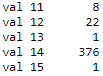 val 11 8
val 12 22
val 13 1
val 14 376
val 15 1